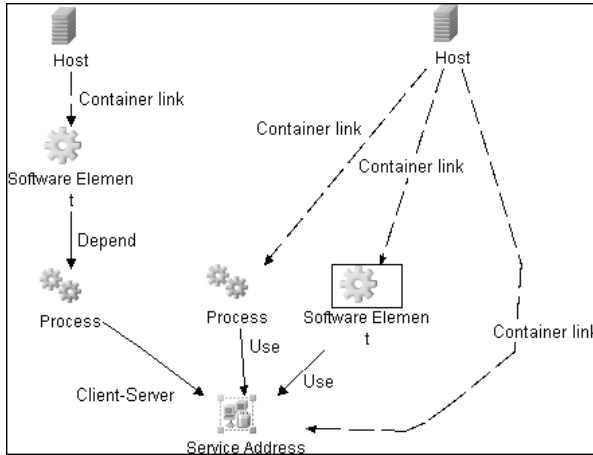 Host
Host
Container link
Container link
Container link
Software Elemen
t
Depend
Process
Process
Software Elemen
t
Use
Container link
Use
Client-Server
Service Address